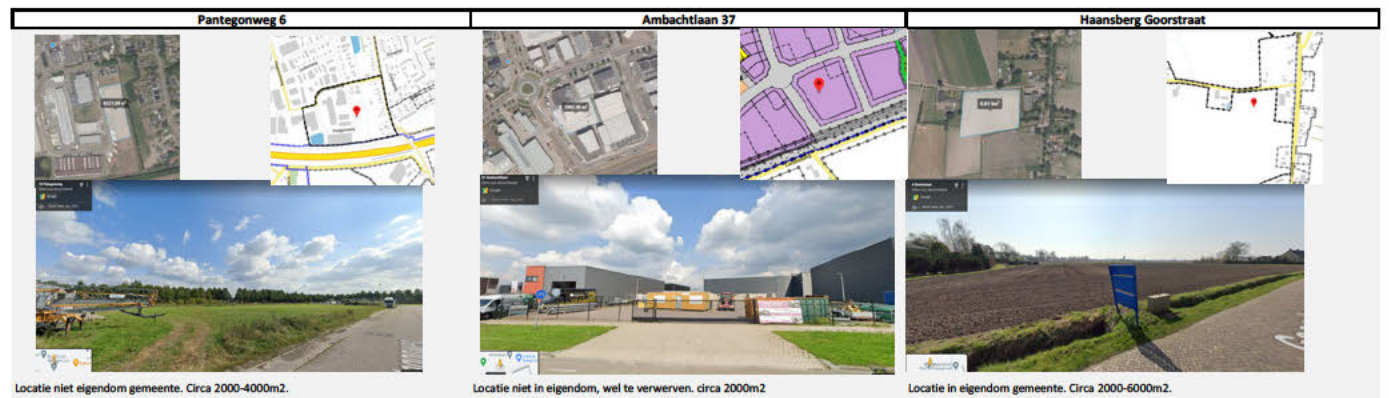 Pantegonweg 6
Ambachtlaan 37
Haansberg Goorstraat
Locatie niet eigendom gemeente. Circa 2000-4000m2.
Locatie niet in eigendom, wel te verwerven. circa 2000m2
Locatie in eigendom gemeente. Circa 2000-6000m2.